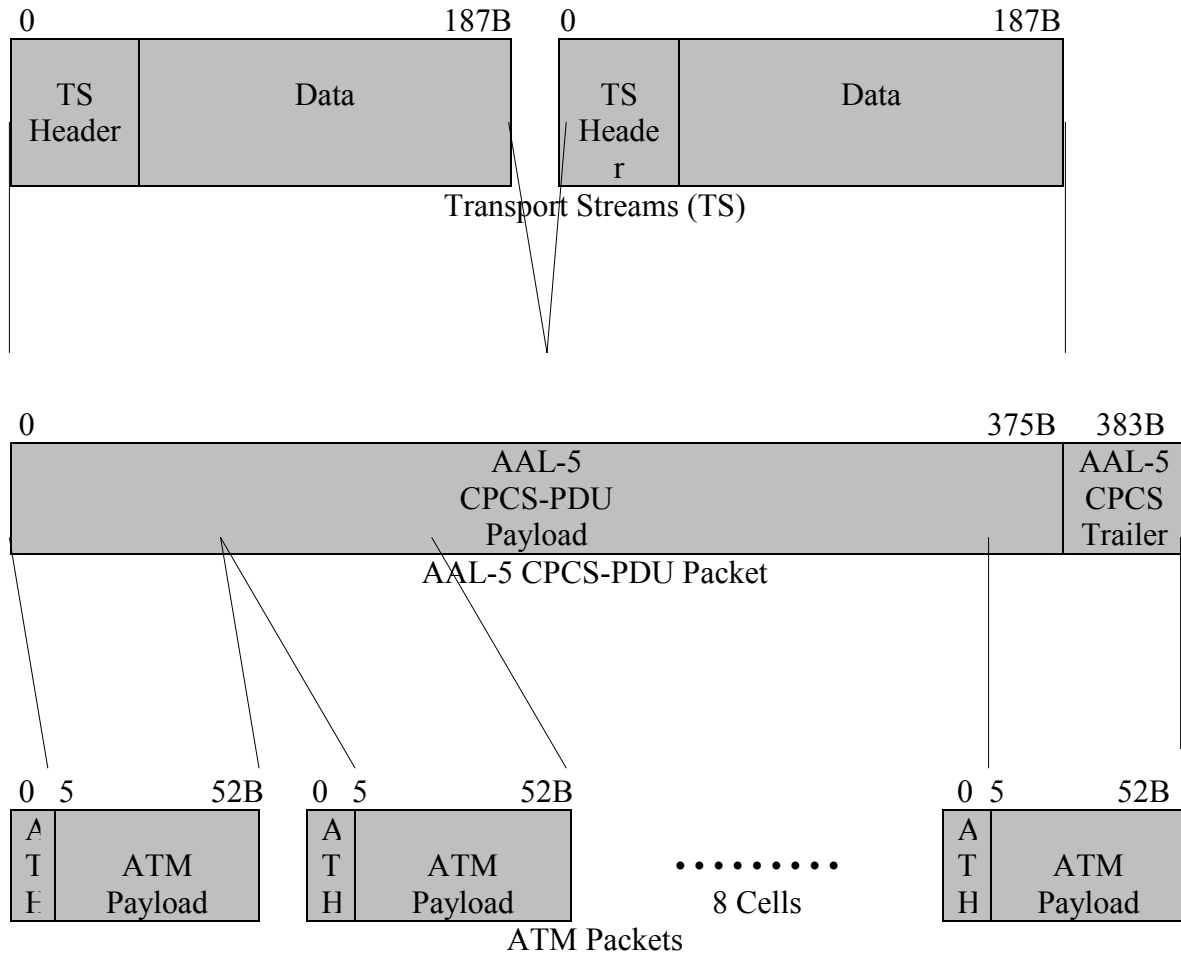 0 187B 0 187B
TS Data TS Data
Header Heade
r
Transport Streams (TS)
0 375B 383B
AAL-5 AAL-5
CPCS-PDU CPCS
Payload Trailer
AAL-5 CPCS-PDU Packet
0 5 52B 0 5 52B 0 5 52B
A A A
T ATM T ATM T ATM
H Payload H Payload 8 Cells H Payload
ATM Packets